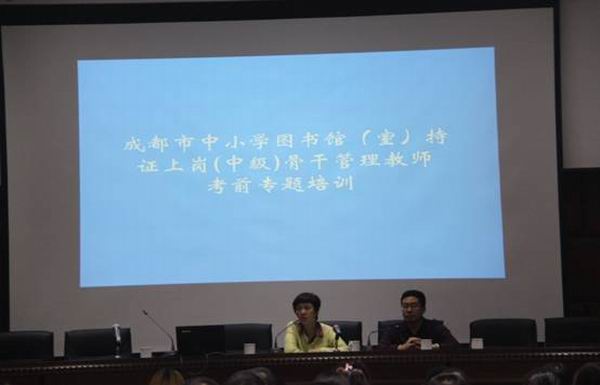 成都市中小学图书馆（室）持
证上岗(中级)骨干管理教师
考前专题培训